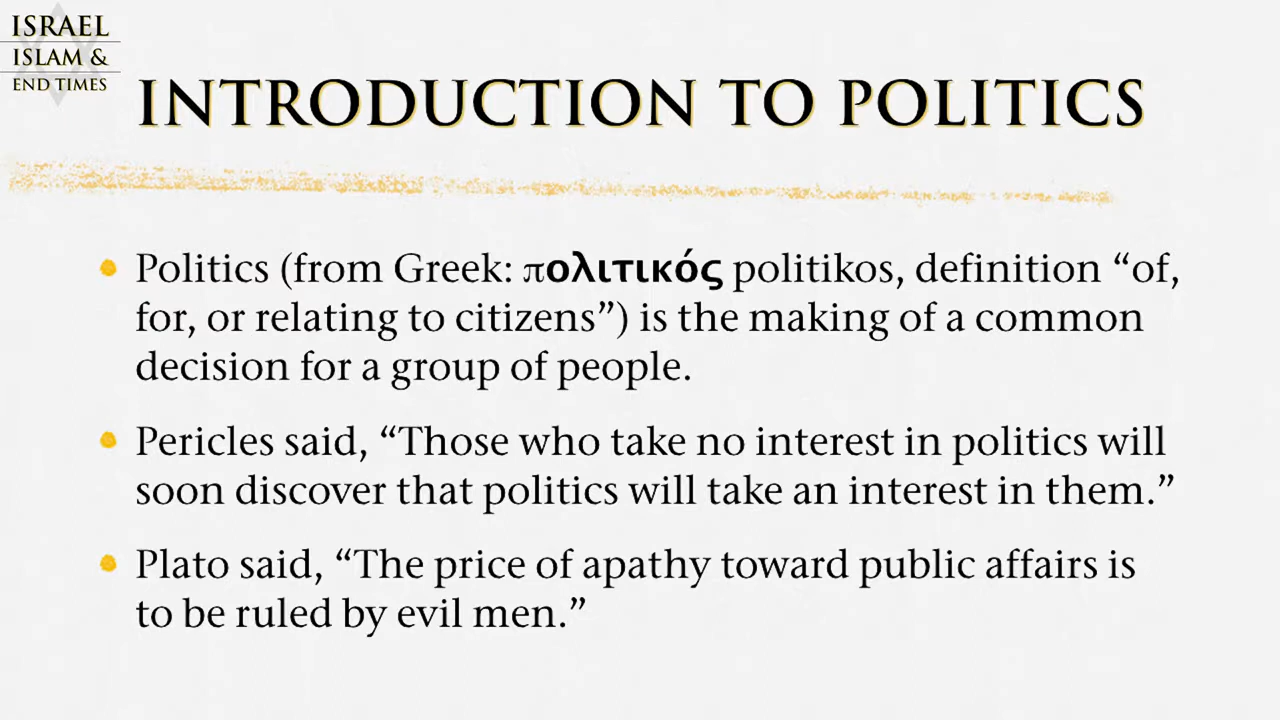 ISRAEL
ISLAM &
END TIMES
INTRODUCTION TO POLITICS
• Politics (from Greek: πολιτικός politikos, definition “of,
for, or relating to citizens”) is the making of a common
decision for a group of people.
• Pericles said, “Those who take no interest in politics will
soon discover that politics will take an interest in them.”
• Plato said, “The price of apathy toward public affairs is
to be ruled by evil men.”